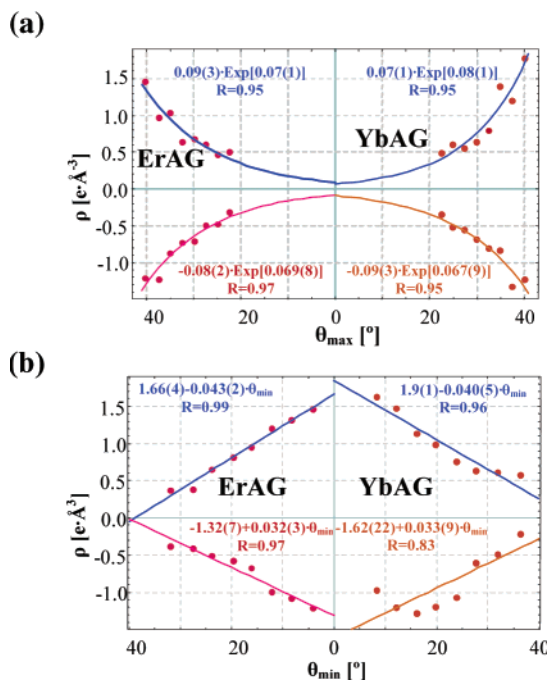 (a)
0.09(3)·Exp[0.07(1)] 0.07(1)·Exp[0.08(1)]
R=0.95 R=0.95
1.5
1.0
ErAG YbAG
0.5
ρ [e·Å⁻³]
0.0
-0.5
-1.0
-0.08(2)·Exp[0.069(8)] -0.09(3)·Exp[0.067(9)]
R=0.97 R=0.95
40 20 0 20 40
θmax [º]
(b)
1.66(4)-0.043(2)·θmin 1.9(1)-0.040(5)·θmin
R=0.99 R=0.96
1.5
1.0
0.5
ErAG YbAG
ρ [e·Å⁻³]
0.0
-1.32(7)+0.032(3)·θmin -1.62(22)+0.033(9)·θmin
R=0.97 R=0.83
-0.5
-1.0
40 20 0 20 40
θmin [º]